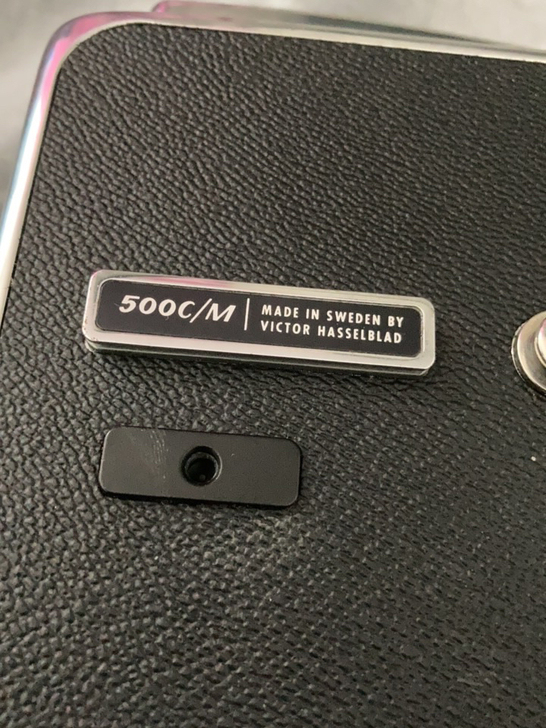 500C/M
MADE IN SWEDEN BY
VICTOR HASSELBLAD